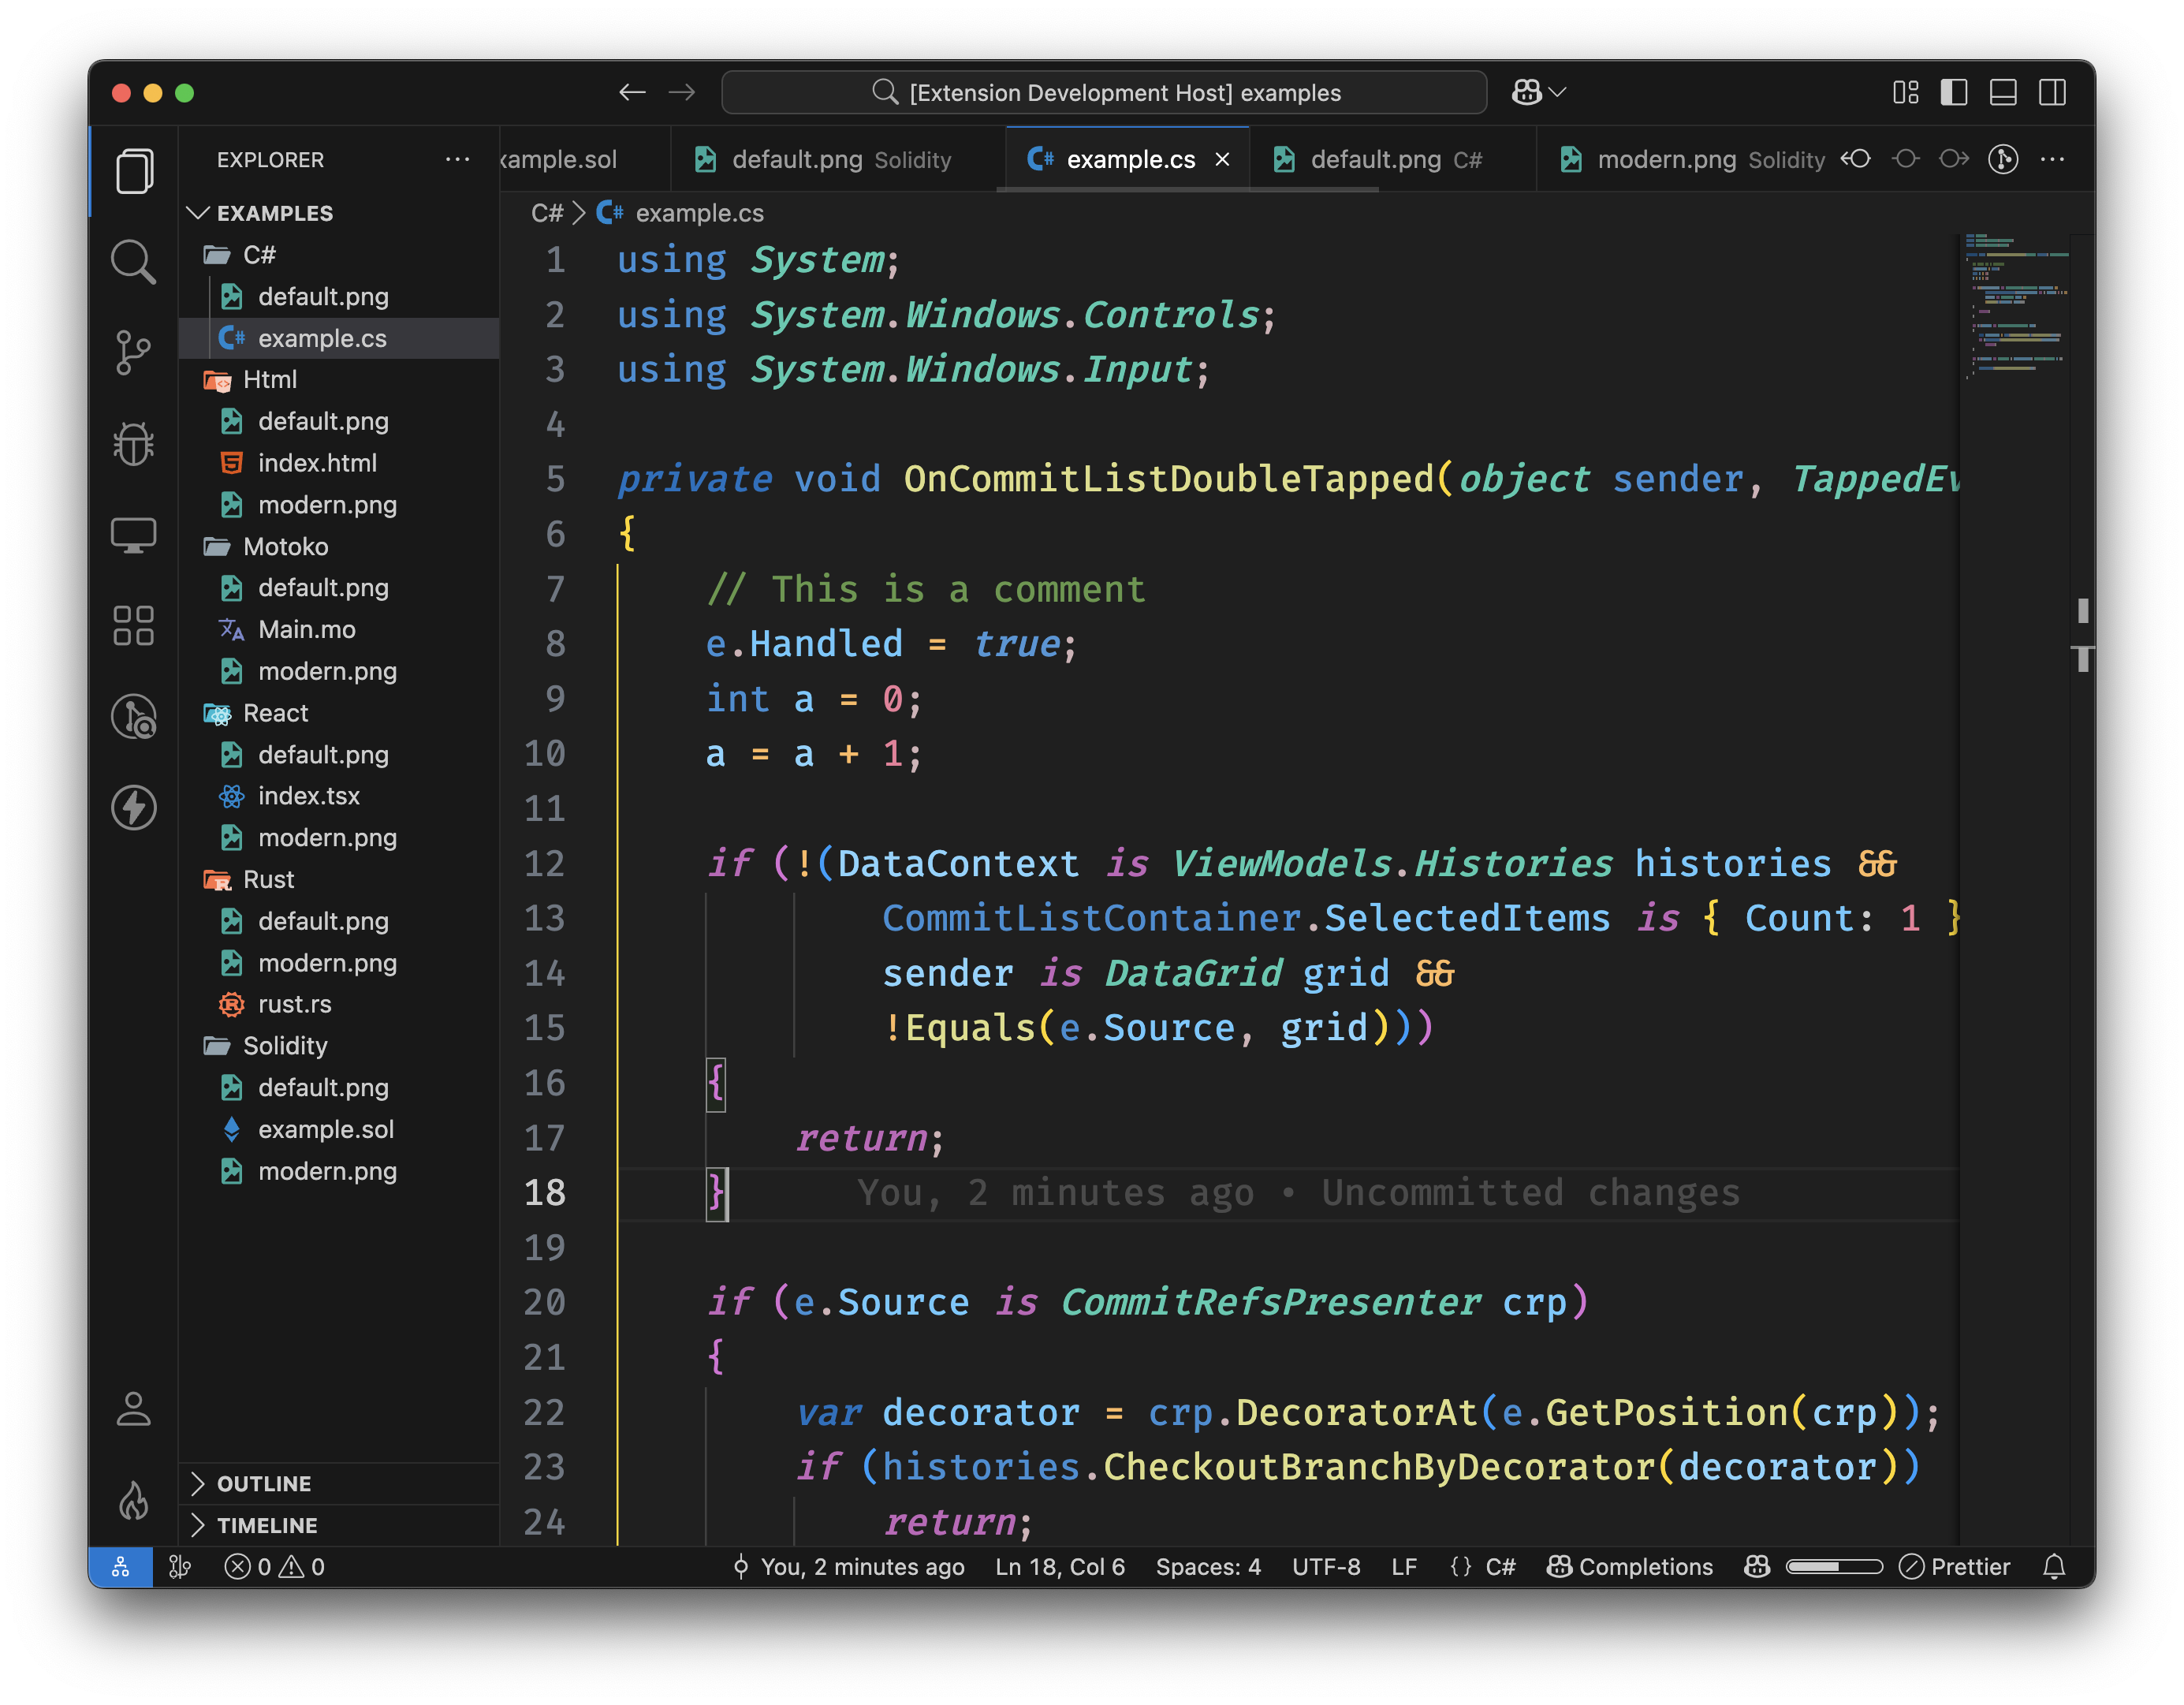 [Extension Development Host] examples
EXPLORER
EXAMPLES
C#
default.png
example.cs
Html
default.png
index.html
modern.png
Motoko
default.png
Main.mo
modern.png
React
default.png
index.tsx
modern.png
Rust
default.png
modern.png
rust.rs
Solidity
default.png
example.sol
modern.png
OUTLINE
TIMELINE
xample.sol
default.png Solidity
example.cs
default.png C#
modern.png Solidity
C# > example.cs
1 using System;
2 using System.Windows.Controls;
3 using System.Windows.Input;
4
5 private void OnCommitListDoubleTapped(object sender, TappedEv
6 {
7 // This is a comment
8 e.Handled = true;
9 int a = 0;
10 a = a + 1;
11
12 if (!(DataContext is ViewModels.Histories histories &&
13 CommitListContainer.SelectedItems is { Count: 1 }
14 sender is DataGrid grid &&
15 !Equals(e.Source, grid)))
16 {
17 return;
18 } You, 2 minutes ago • Uncommitted changes
19
20 if (e.Source is CommitRefsPresenter crp)
21 {
22 var decorator = crp.DecoratorAt(e.GetPosition(crp));
23 if (histories.CheckoutBranchByDecorator(decorator))
24 return;
0 0
You, 2 minutes ago
Ln 18, Col 6
Spaces: 4
UTF-8
LF
{} C#
Completions
Prettier